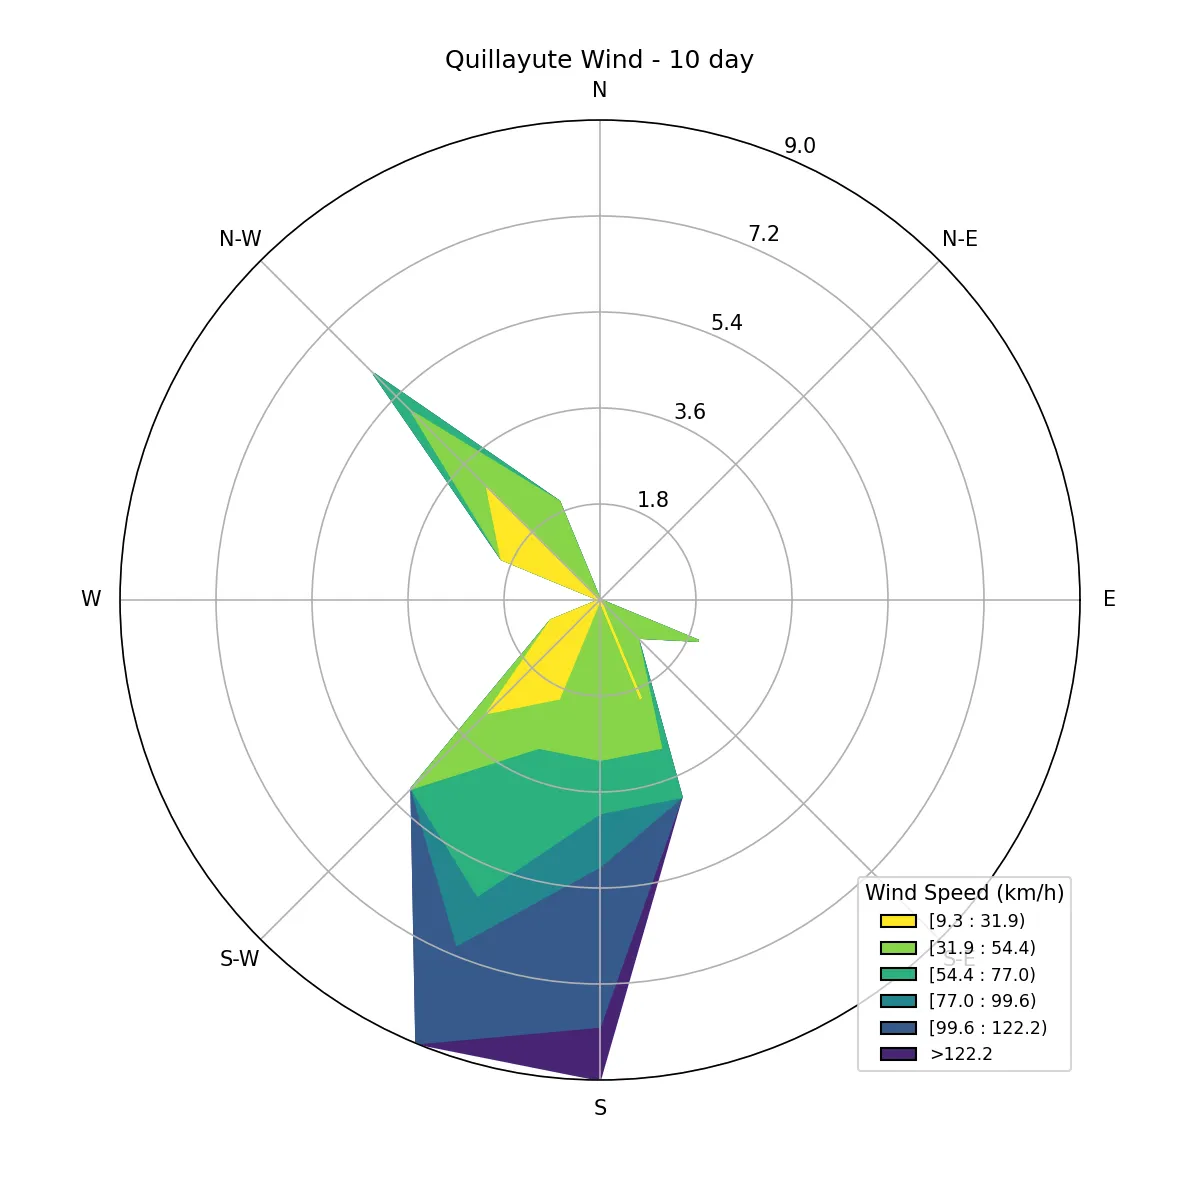 Quillayute Wind - 10 day
N
9.0
7.2
N-W
N-E
5.4
3.6
1.8
W
E
Wind Speed (km/h)
[9.3 : 31.9)
[31.9 : 54.4)
S-W
S-E
[54.4 : 77.0)
[77.0 : 99.6)
[99.6 : 122.2)
>122.2
S